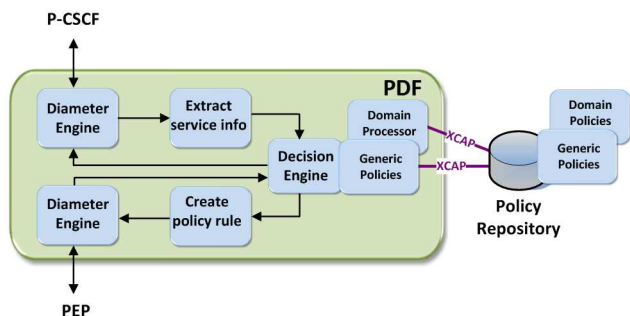 P-CSCF
PDF
Diameter
Engine
Extract
service info
Domain
Processor
XCAP
Domain
Policies
Decision
Engine
Generic
Policies
XCAP
Generic
Policies
Diameter
Engine
Create
policy rule
Policy
Repository
PEP